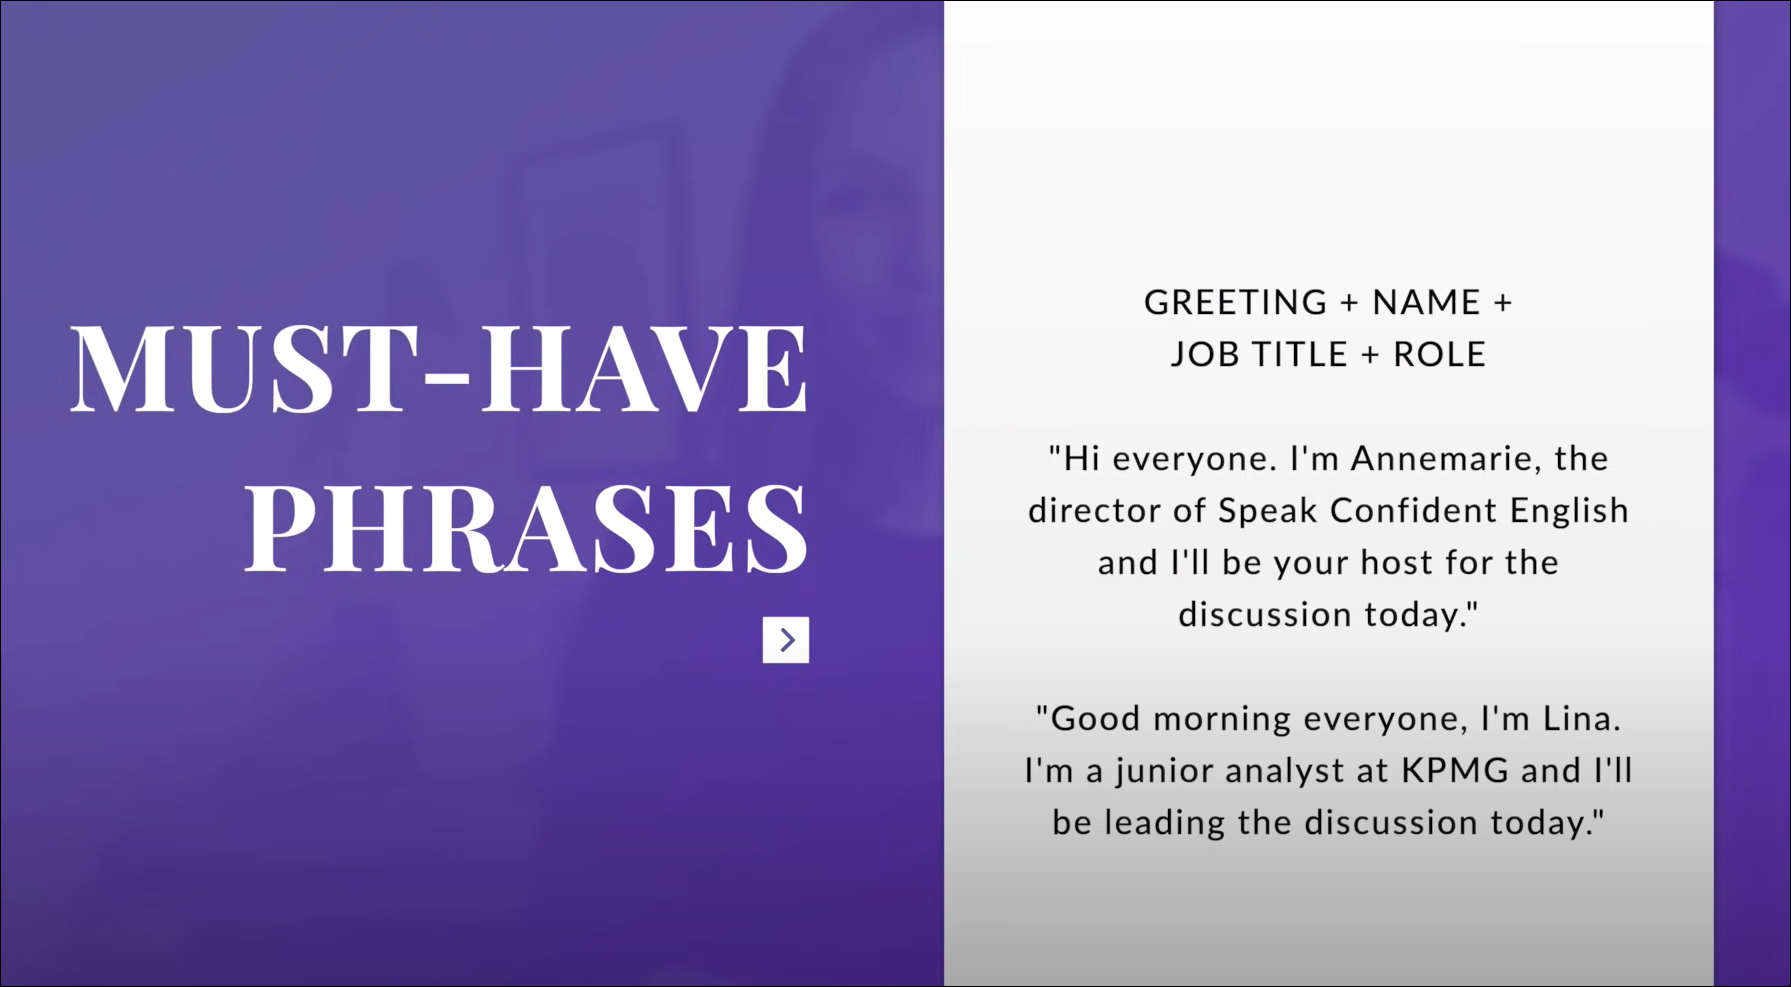 MUST-HAVE
PHRASES
GREETING + NAME +
JOB TITLE + ROLE
"Hi everyone. I'm Annemarie, the
director of Speak Confident English
and I'll be your host for the
discussion today."
"Good morning everyone, I'm Lina.
I'm a junior analyst at KPMG and I'll
be leading the discussion today."